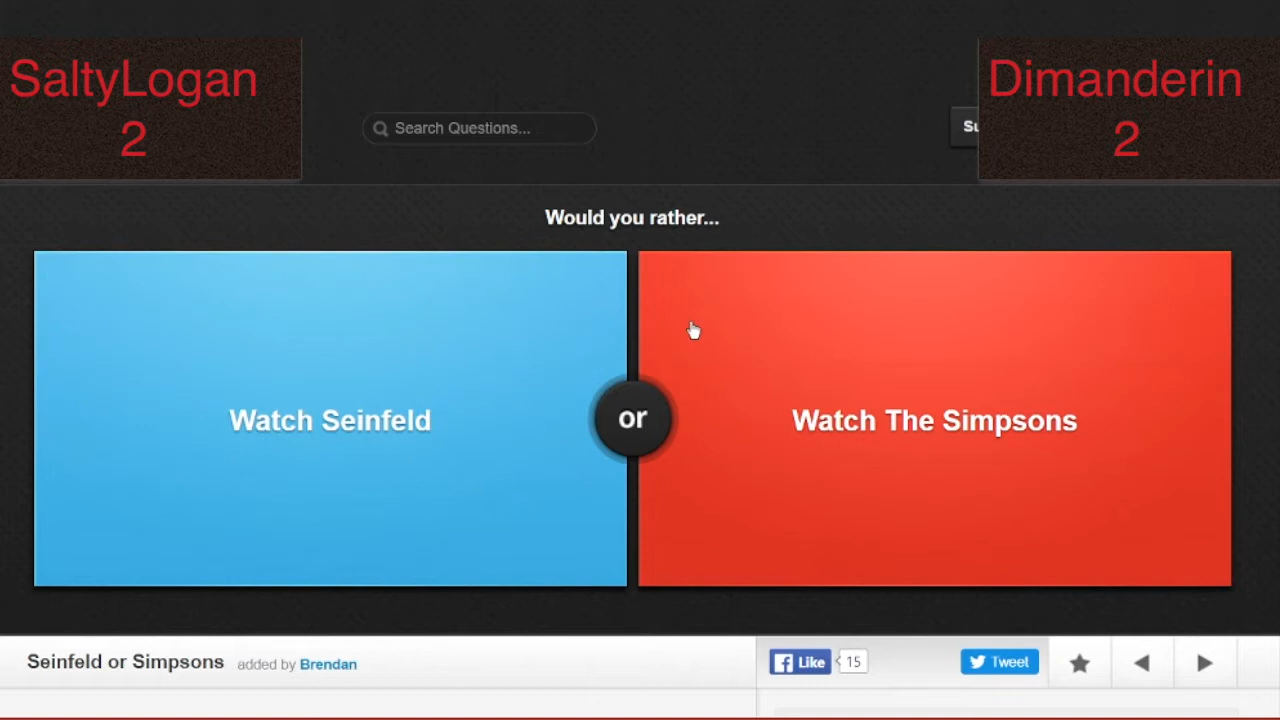 SaltyLogan
2
Dimanderin
2
Search Questions...
Su
Would you rather...
Watch Seinfeld
or
Watch The Simpsons
Seinfeld or Simpsons added by Brendan
Like 15
Tweet